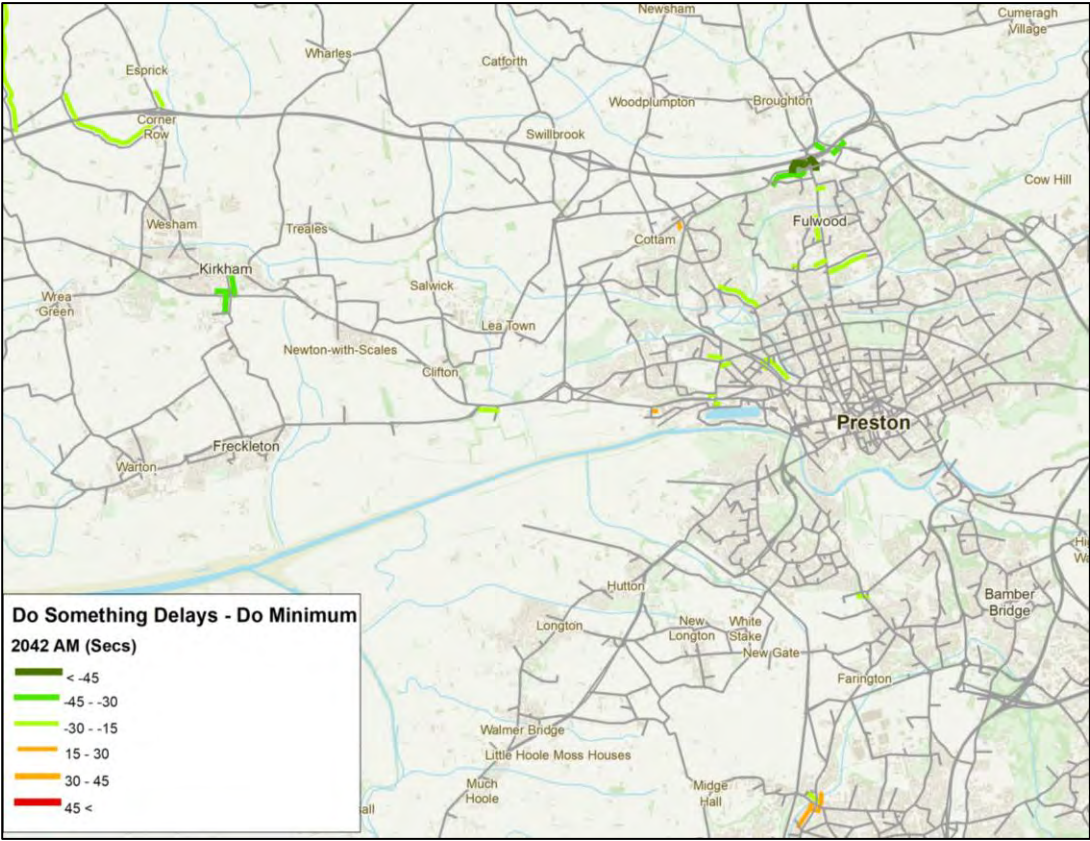 Newsham
Cumeragh
Village
Wharles
Catforth
Esprick
Woodplumpton
Broughton
Corner
Row
Swillbrook
Cow Hill
Wesham
Treales
Fulwood
Cottam
Kirkham
Salwick
Wrea
Green
Lea Town
Newton-with-Scales
Clifton
Preston
Freckleton
Warton
Hutton
Bamber
Bridge
Longton
New
Longton
White
Stake
New Gate
Farington
Walmer Bridge
Little Hoole Moss Houses
Much
Hoole
Midge
Hall
Do Something Delays - Do Minimum
2042 AM (Secs)
< -45
-45 - -30
-30 - -15
15 - 30
30 - 45
45 <